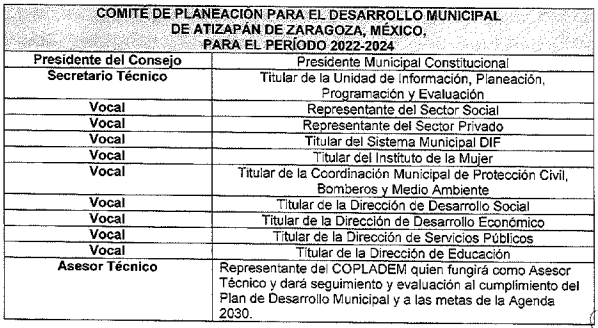 COMITE DE PLANEACIÓN PARA EL DESARROLLO MUNICIPAL
DE ATIZAPÁN DE ZARAGOZA, MÉXICO,
PARA EL PERÍODO 2022-2024
Presidente del Consejo Presidente Municipal Constitucional
Secretario Técnico Titular de la Unidad de Información, Planeación,
Programación y Evaluación
Vocal Representante del Sector Social
Vocal Representante del Sector Privado
Vocal Titular del Sistema Municipal DIF
Vocal Titular del Instituto de la Mujer
Vocal Titular de la Coordinación Municipal de Protección Civil,
Bomberos y Medio Ambiente
Vocal Titular de la Dirección de Desarrollo Social
Vocal Titular de la Dirección de Desarrollo Económico
Vocal Titular de la Dirección de Servicios Públicos
Vocal Titular de la Dirección de Educación
Asesor Técnico Representante del COPLADEM quien fungirá como Asesor
Técnico y dará seguimiento y evaluación al cumplimiento del
Plan de Desarrollo Municipal y a las metas de la Agenda
2030.